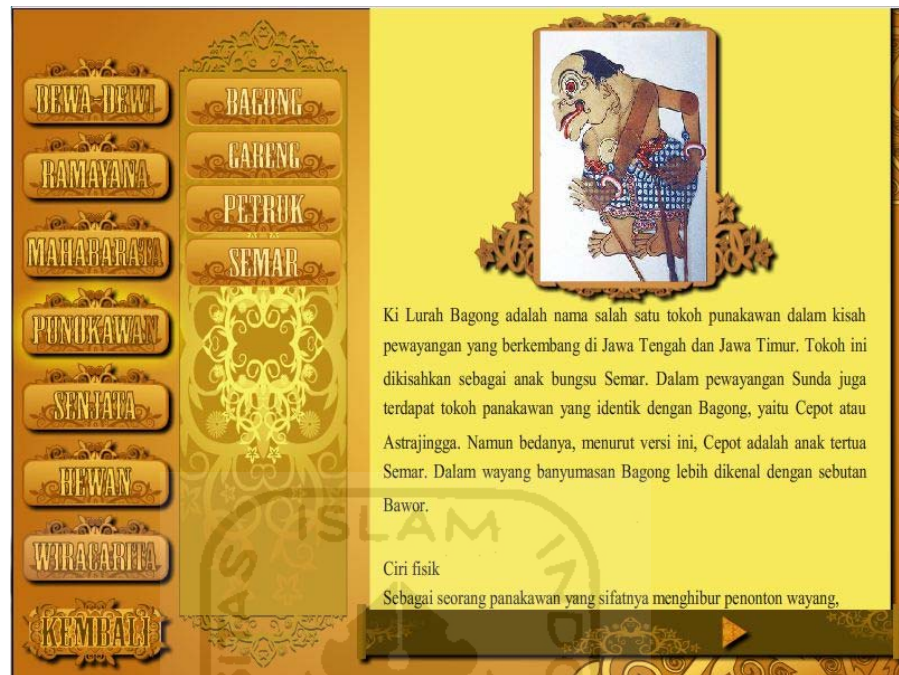 DEWA-DEWI
RAMAYANA
MAHABARATA
PUNOKAWAN
SENJATA
HEWAN
WIRACARITA
KEMBALI
BAGONG
GARENG
PETRUK
SEMAR
Ki Lurah Bagong adalah nama salah satu tokoh punakawan dalam kisah
pewayangan yang berkembang di Jawa Tengah dan Jawa Timur. Tokoh ini
dikisahkan sebagai anak bungsu Semar. Dalam pewayangan Sunda juga
terdapat tokoh panakawan yang identik dengan Bagong, yaitu Cepot atau
Astrajingga. Namun bedanya, menurut versi ini, Cepot adalah anak tertua
Semar. Dalam wayang banyumasan Bagong lebih dikenal dengan sebutan
Bawor.
Ciri fisik
Sebagai seorang panakawan yang sifatnya menghibur penonton wayang,
ISLAM